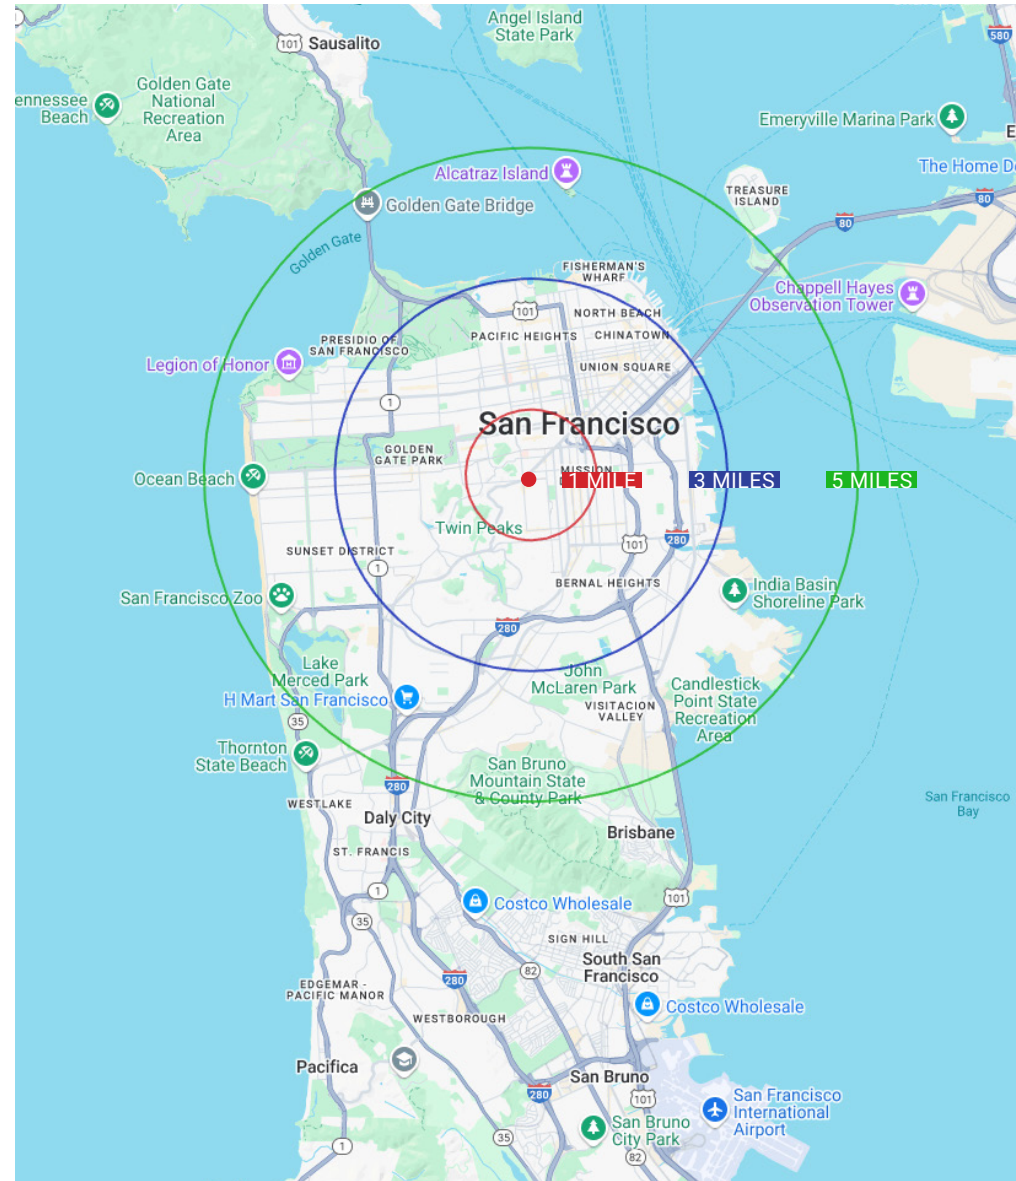 Angel Island
State Park
101
Sausalito
580
1
Golden Gate
National
Recreation
Area
ennessee
Beach
Emeryville Marina Park
E
The Home De
Alcatraz Island
TREASURE
ISLAND
80
80
Golden Gate Bridge
Golden Gate
FISHERMAN'S
WHARF
Chappell Hayes
Observation Tower
101
NORTH BEACH
PRESIDIO OF
SAN FRANCISCO
PACIFIC HEIGHTS
CHINATOWN
Legion of Honor
UNION SQUARE
1
San Francisco
GOLDEN
GATE PARK
MISSION
Ocean Beach
1 MILE
3 MILES
5 MILES
Twin Peaks
SUNSET DISTRICT
101
280
1
BERNAL HEIGHTS
India Basin
Shoreline Park
San Francisco Zoo
280
Lake
Merced Park
John
McLaren Park
H Mart San Francisco
Candlestick
Point State
Recreation
Area
VISITACION
VALLEY
35
Thornton
State Beach
San Bruno
Mountain State
& County Park
280
WESTLAKE
San Francisco
Bay
Daly City
Brisbane
ST. FRANCIS
1
101
Costco Wholesale
35
SIGN HILL
South San
Francisco
82
280
EDGEMAR -
PACIFIC MANOR
Costco Wholesale
WESTBOROUGH
Pacifica
San Bruno
280
101
San Francisco
International
Airport
San Bruno
City Park
35
1
82